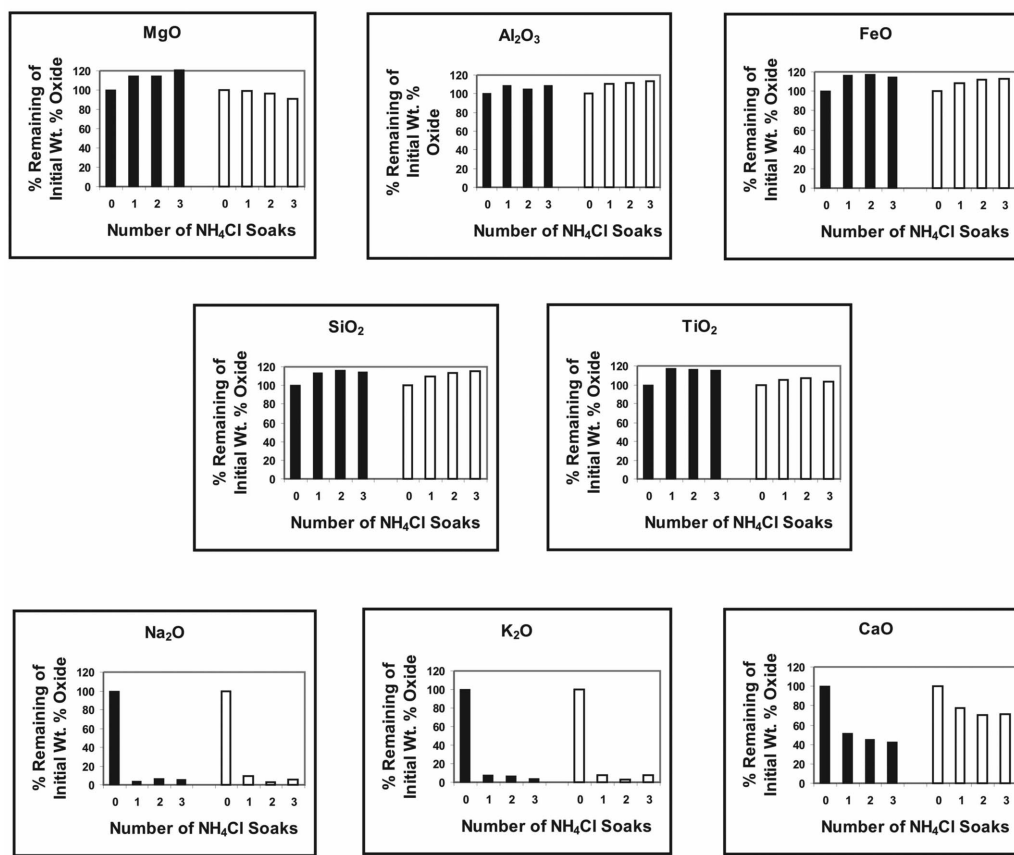 MgO
% Remaining of
Initial Wt. % Oxide
120
100
80
60
40
20
0
0 1 2 3 0 1 2 3
Number of NH₄Cl Soaks
Al₂O₃
% Remaining of
Initial Wt. %
Oxide
120
100
80
60
40
20
0
0 1 2 3 0 1 2 3
Number of NH₄Cl Soaks
FeO
% Remaining of
Initial Wt. % Oxide
120
100
80
60
40
20
0
0 1 2 3 0 1 2 3
Number of NH₄Cl Soaks
SiO₂
% Remaining of
Initial Wt. % Oxide
120
100
80
60
40
20
0
0 1 2 3 0 1 2 3
Number of NH₄Cl Soaks
TiO₂
% Remaining of
Initial Wt. % Oxide
120
100
80
60
40
20
0
0 1 2 3 0 1 2 3
Number of NH₄Cl Soaks
Na₂O
% Remaining of
Initial Wt. % Oxide
120
100
80
60
40
20
0
0 1 2 3 0 1 2 3
Number of NH₄Cl Soaks
K₂O
% Remaining of
Initial Wt. % Oxide
120
100
80
60
40
20
0
0 1 2 3 0 1 2 3
Number of NH₄Cl Soaks
CaO
% Remaining of
Initial Wt. % Oxide
120
100
80
60
40
20
0
0 1 2 3 0 1 2 3
Number of NH₄Cl Soaks